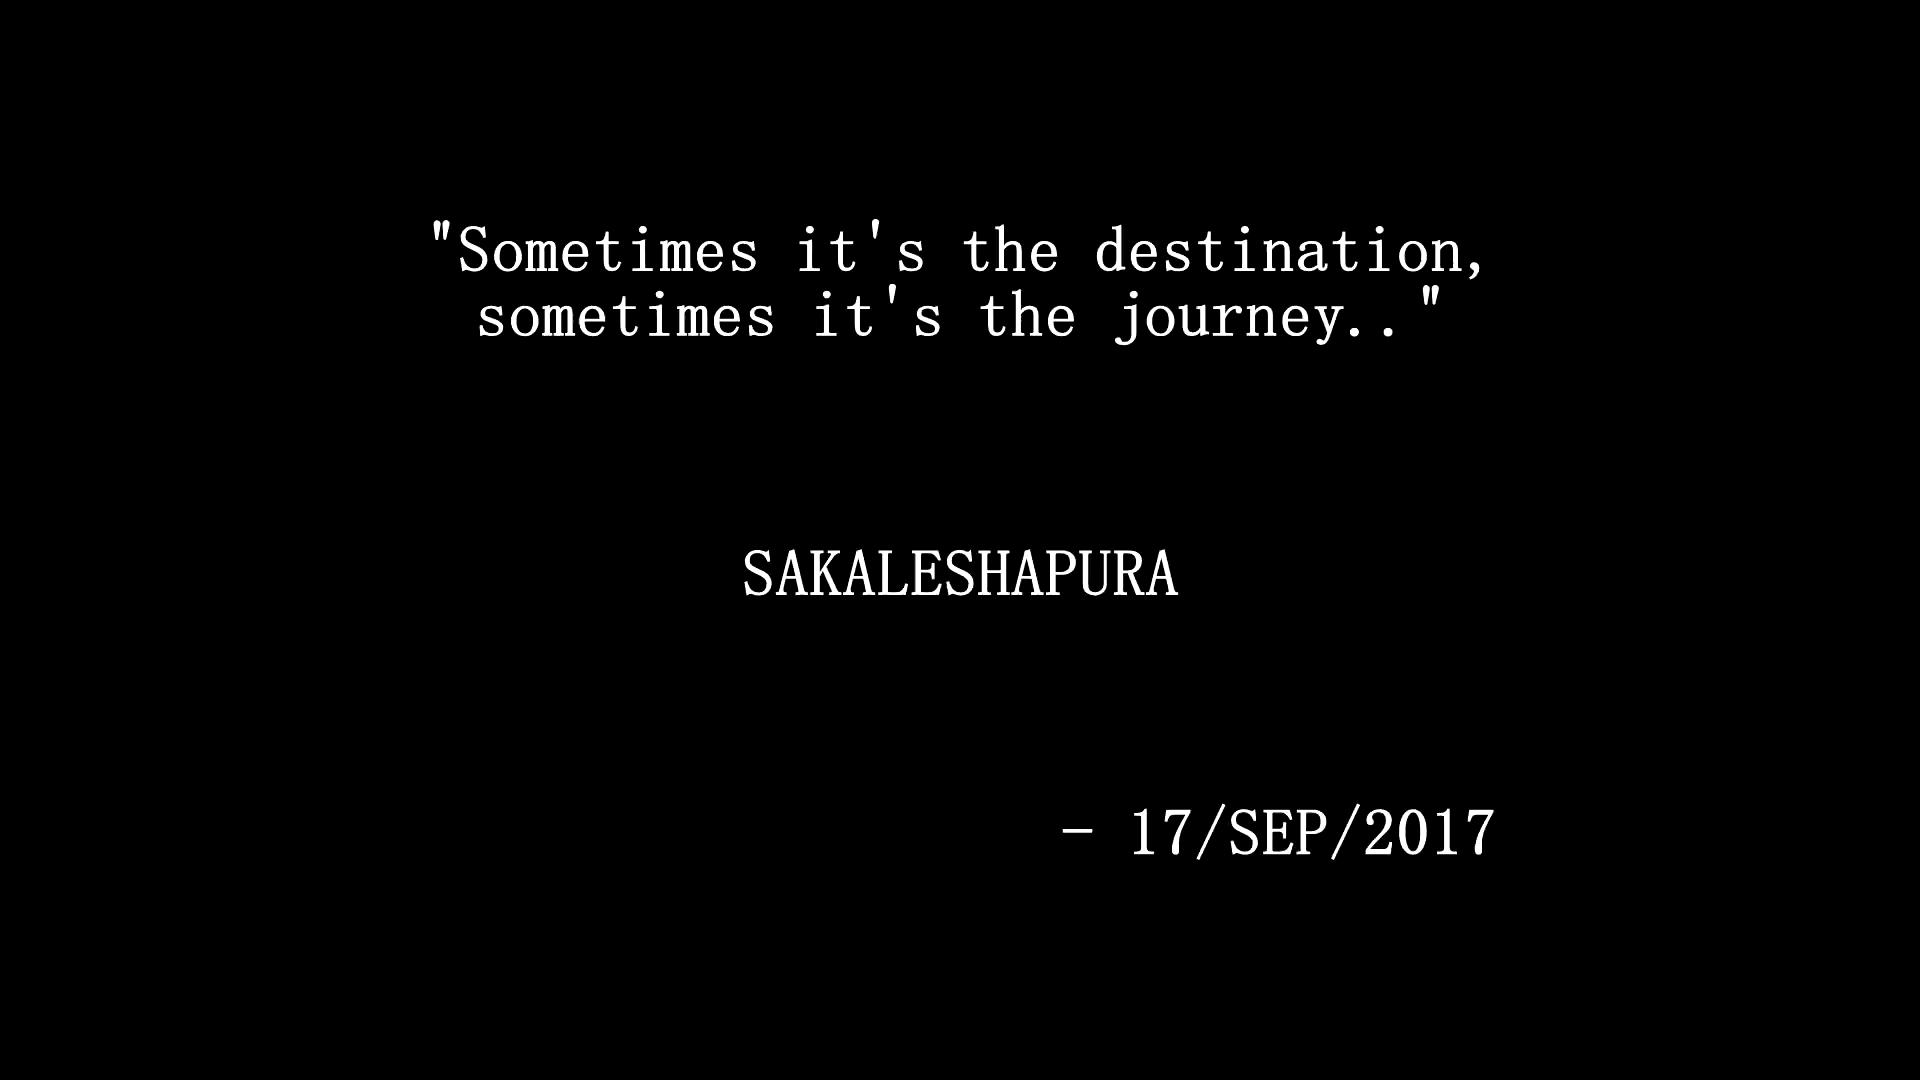 "Sometimes it's the destination,
sometimes it's the journey.."
SAKALESHAPURA
- 17/SEP/2017